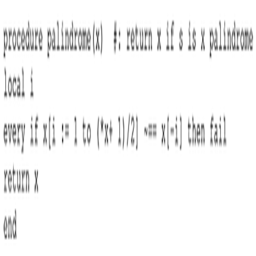 procedure palindrome(x) #: return x if s is x palindrome
local i
every if x[i := 1 to (*x+ 1)/2] ~== x[-i] then fail
return x
end